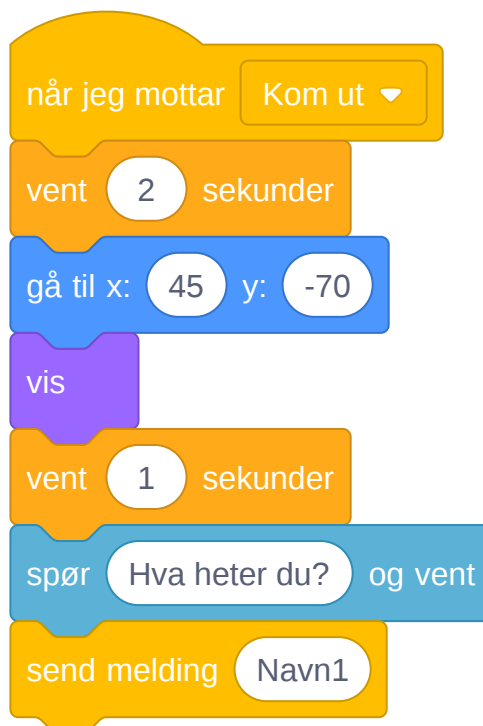 når jeg mottar Kom ut
vent 2 sekunder
gå til x: 45 y: -70
vis
vent 1 sekunder
spør Hva heter du? og vent
send melding Navn1